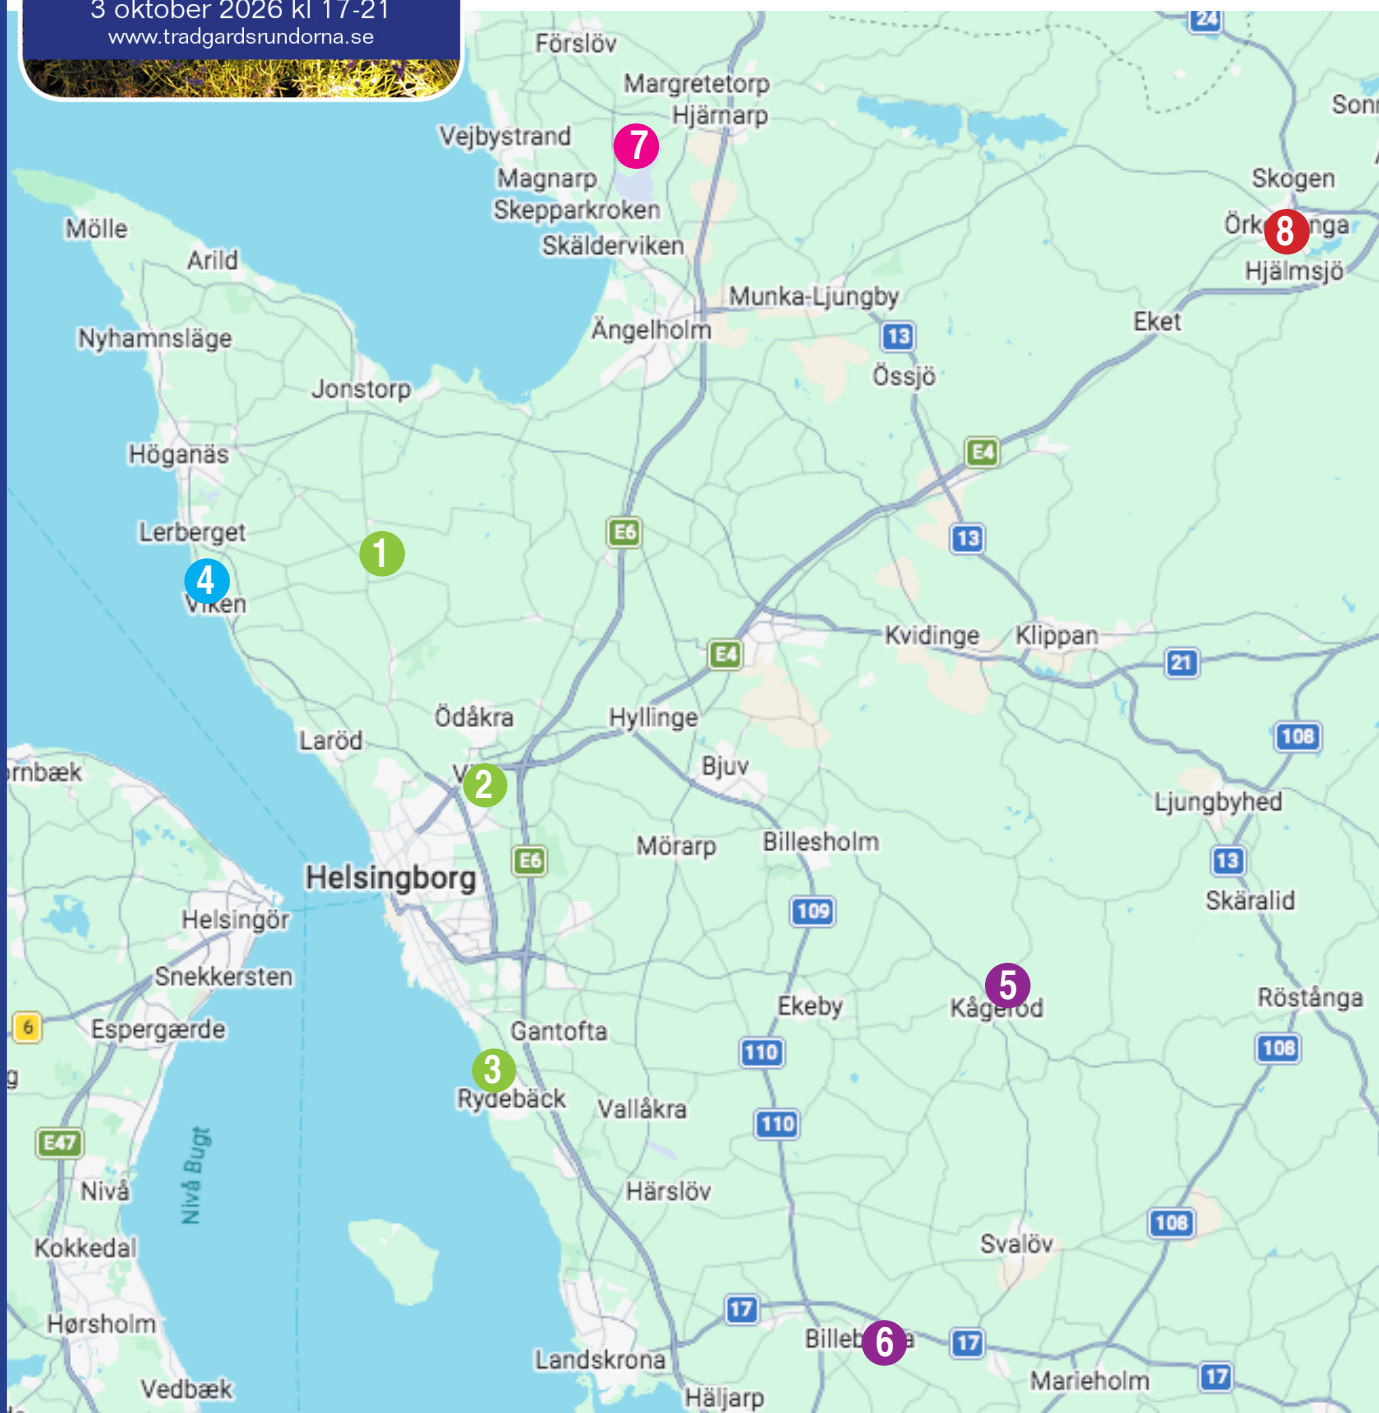 3 oktober 2026 kl 17-21
www.tradgardsrundorna.se
24
Förslöv
Margretetorp
Hjärnarp
Vejbystrand
7
Magnarp
Skogen
Skepparkroken
Mölle
8
Skälderviken
Arild
Hjälmsjö
Munka-Ljungby
Eket
Ängelholm
13
Nyhamnsläge
Össjö
Jonstorp
Höganäs
E4
Lerberget
E6
13
1
4
Viken
Kvidinge
Klippan
E4
21
Ödåkra
Hyllinge
Laröd
108
Bjuv
2
Ljungbyhed
Mörarp
Billesholm
E6
13
Helsingborg
Skäralid
109
Helsingör
Snekkersten
5
Röstånga
Ekeby
Kågeröd
6
Espergærde
Gantofta
110
108
3
Rydebäck
Vallåkra
110
E47
Nivå Bugt
Nivå
Härslöv
108
Kokkedal
Svalöv
17
Hørsholm
6
17
Landskrona
Marieholm
17
Vedbæk
Häljarp